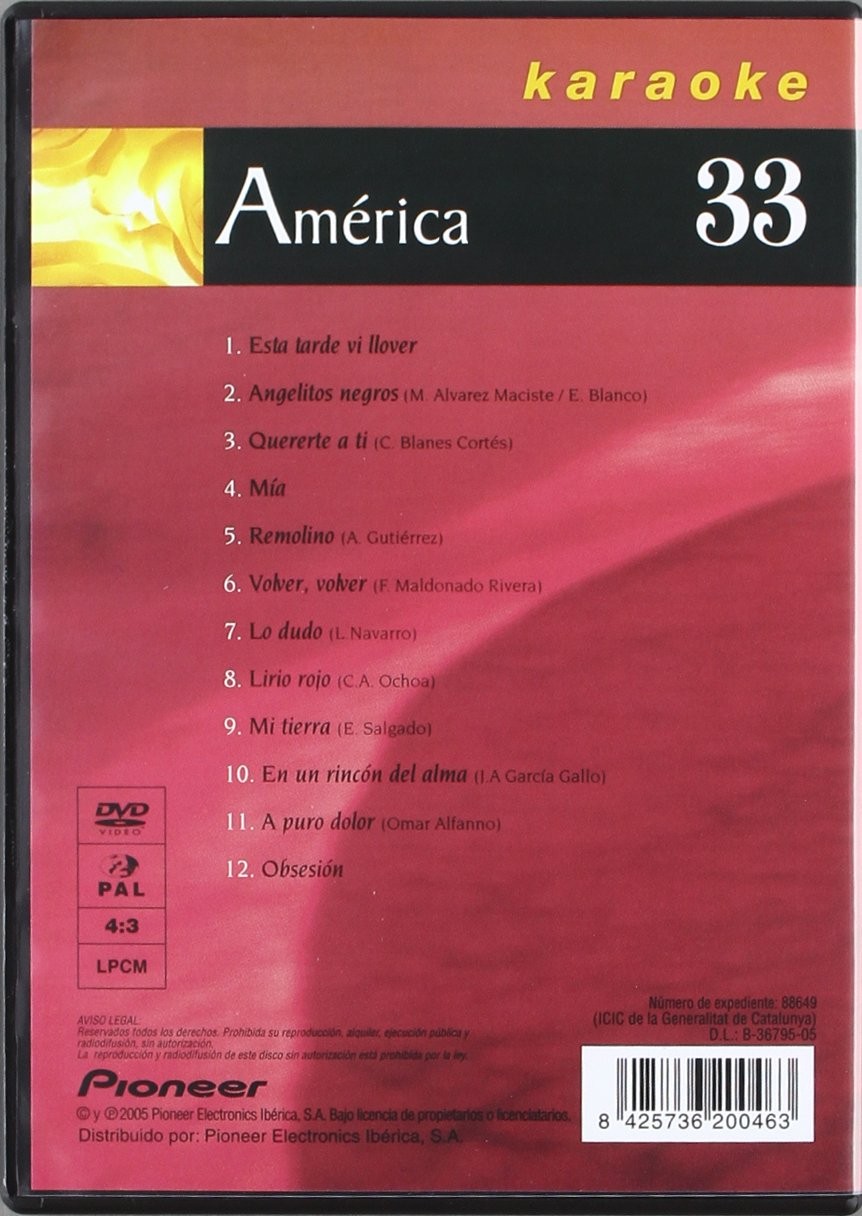 karaoke
América 33
1. Esta tarde vi llover
2. Angelitos negros (M. Alvarez Maciste / E. Blanco)
3. Quererte a ti (C. Blanes Cortés)
4. Mía
5. Remolino (A. Gutiérrez)
6. Volver, volver (F. Maldonado Rivera)
7. Lo dudo (L. Navarro)
8. Lirio rojo (C.A. Ochoa)
9. Mi tierra (E. Salgado)
10. En un rincón del alma (J.A García Gallo)
11. A puro dolor (Omar Alfanno)
12. Obsesión
DVD
VIDEO
2
PAL
4:3
LPCM
Número de expediente: 88649
(ICIC de la Generalitat de Catalunya)
D.L.: B-36795-05
AVISO LEGAL:
Reservados todos los derechos. Prohibida su reproducción, alquiler, ejecución pública y
radiodifusión, sin autorización.
La reproducción y radiodifusión de este disco sin autorización está prohibida por la ley.
Pioneer
© y ℗ 2005 Pioneer Electronics Ibérica, S.A. Bajo licencia de propietarios o licenciatarios.
Distribuido por: Pioneer Electronics Ibérica, S.A.
8 425736 200463